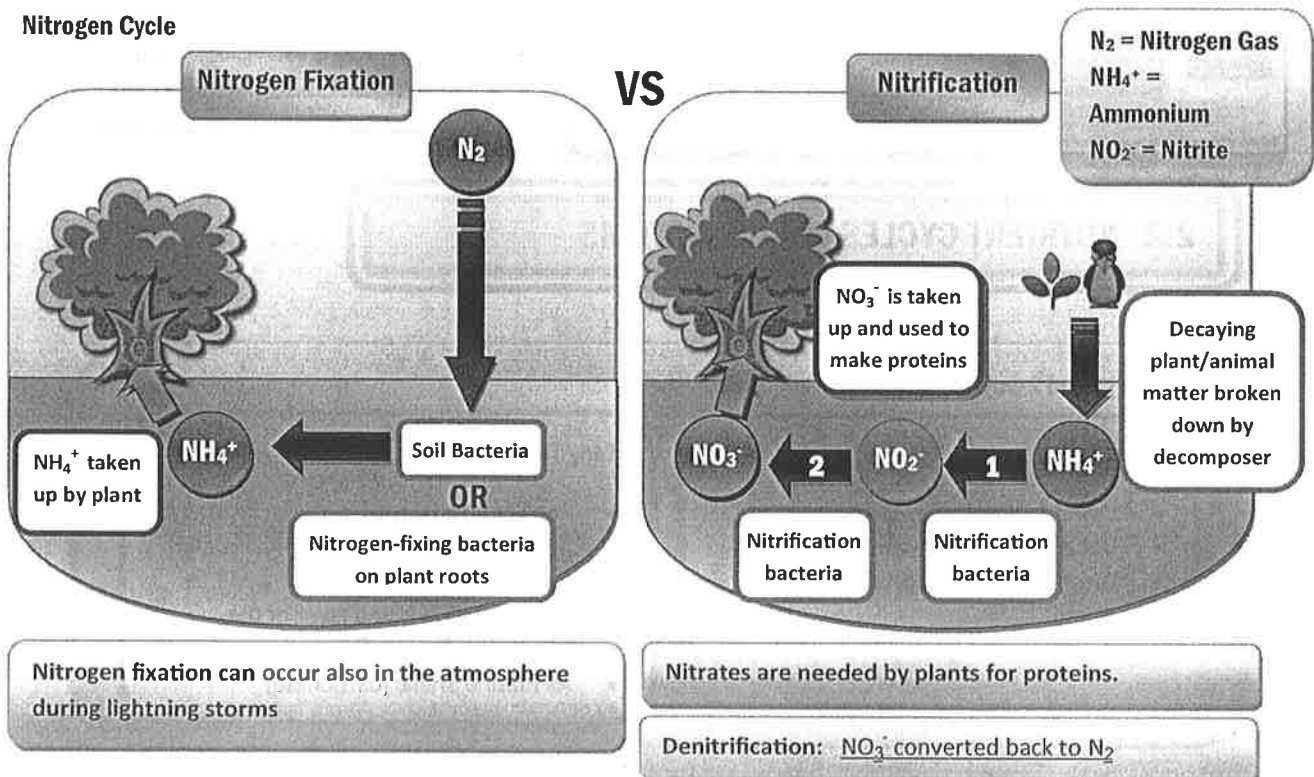 Nitrogen Cycle
Nitrogen Fixation
VS
Nitrification
N₂ = Nitrogen Gas
NH₄⁺ =
Ammonium
NO₂⁻ = Nitrite
N₂
NH₄⁺ taken
up by plant
NH₄⁺
Soil Bacteria
OR
Nitrogen-fixing bacteria
on plant roots
NO₃⁻ is taken
up and used to
make proteins
Decaying
plant/animal
matter broken
down by
decomposer
NO₃⁻
2
NO₂⁻
1
NH₄⁺
Nitrification
bacteria
Nitrification
bacteria
Nitrogen fixation can occur also in the atmosphere
during lightning storms
Nitrates are needed by plants for proteins.
Denitrification: NO₃⁻ converted back to N₂